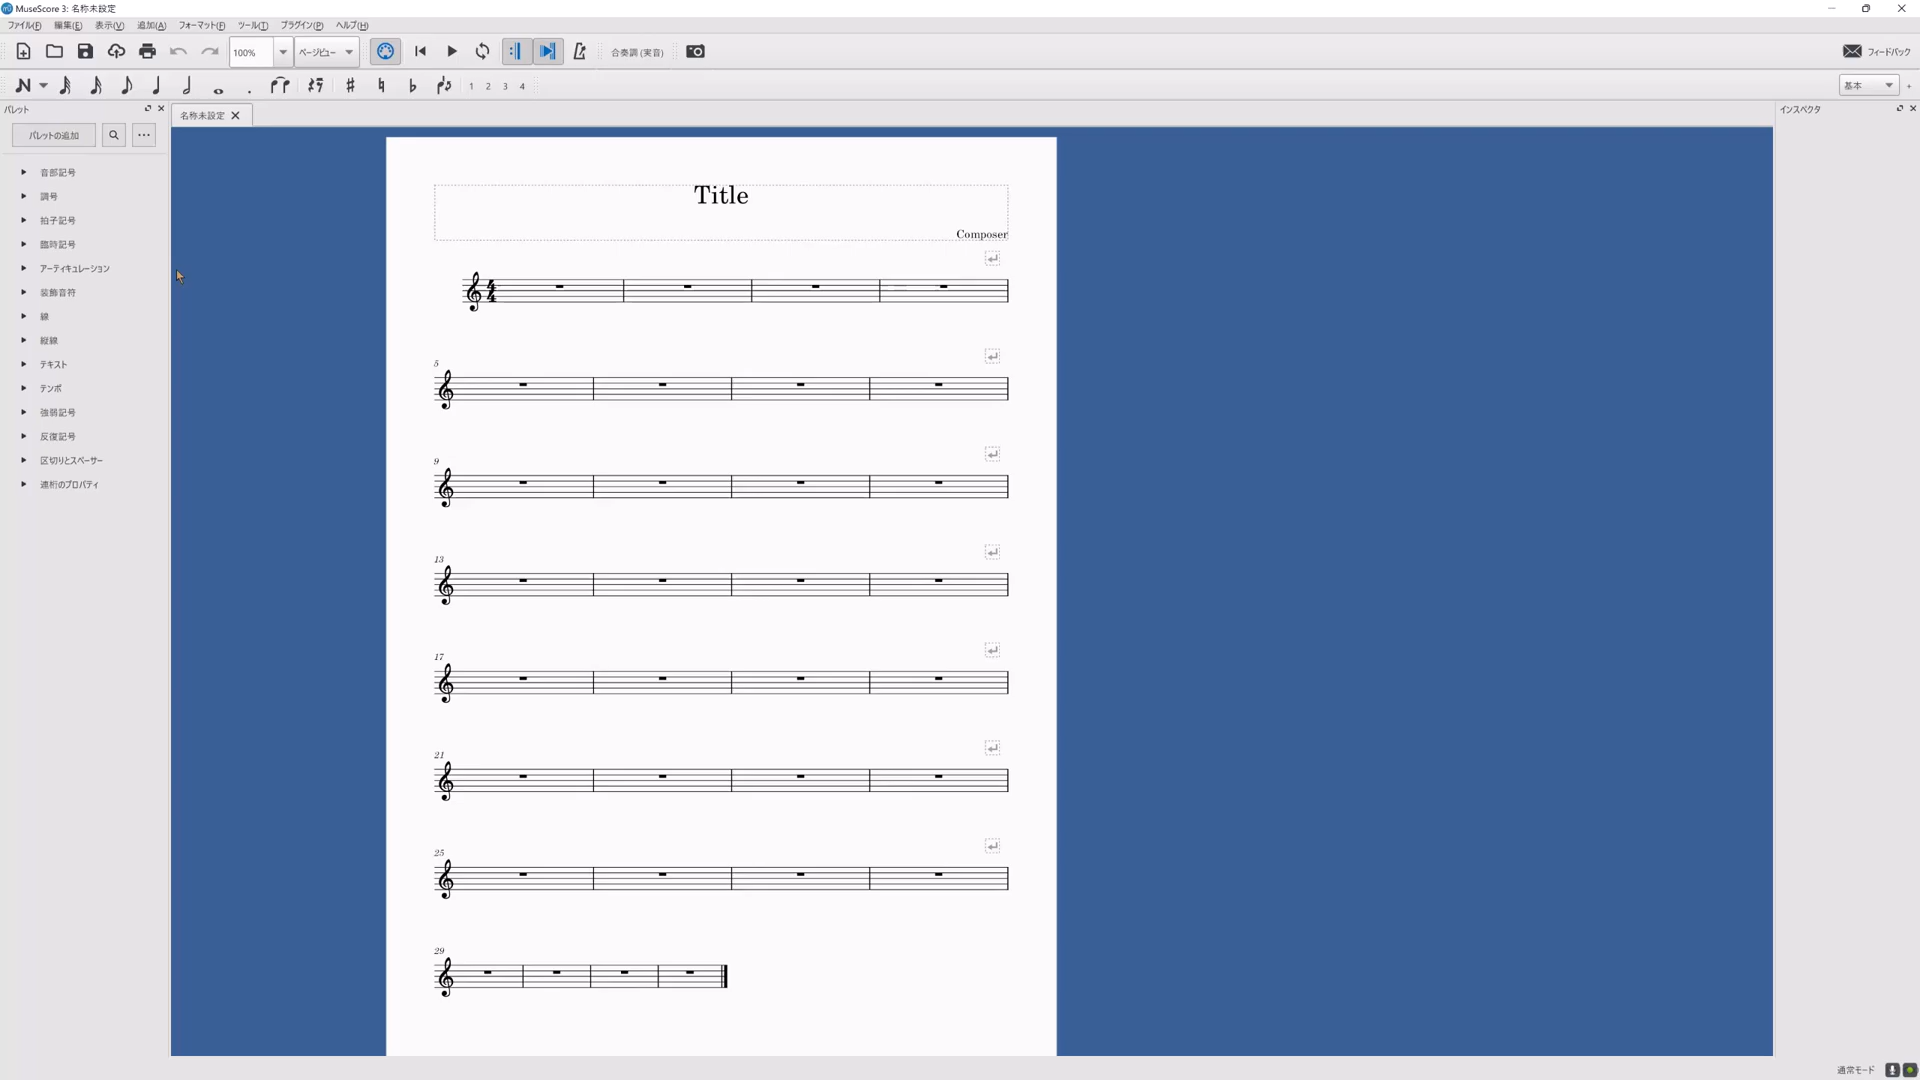 MuseScore 3: 名称未設定
ファイル(F) 編集(E) 表示(V) 追加(A) フォーマット(F) ツール(T) プラグイン(P) ヘルプ(H)
100% ページビュー 合奏調 (実音) フィードバック
1 2 3 4 基本 +
パレット
名称未設定
インスペクタ
パレットの追加
音部記号
調号
拍子記号
臨時記号
アーティキュレーション
装飾音符
線
縦線
テキスト
テンポ
強弱記号
反復記号
区切りとスペーサー
連桁のプロパティ
Title
Composer
5
9
13
17
21
25
29
通常モード